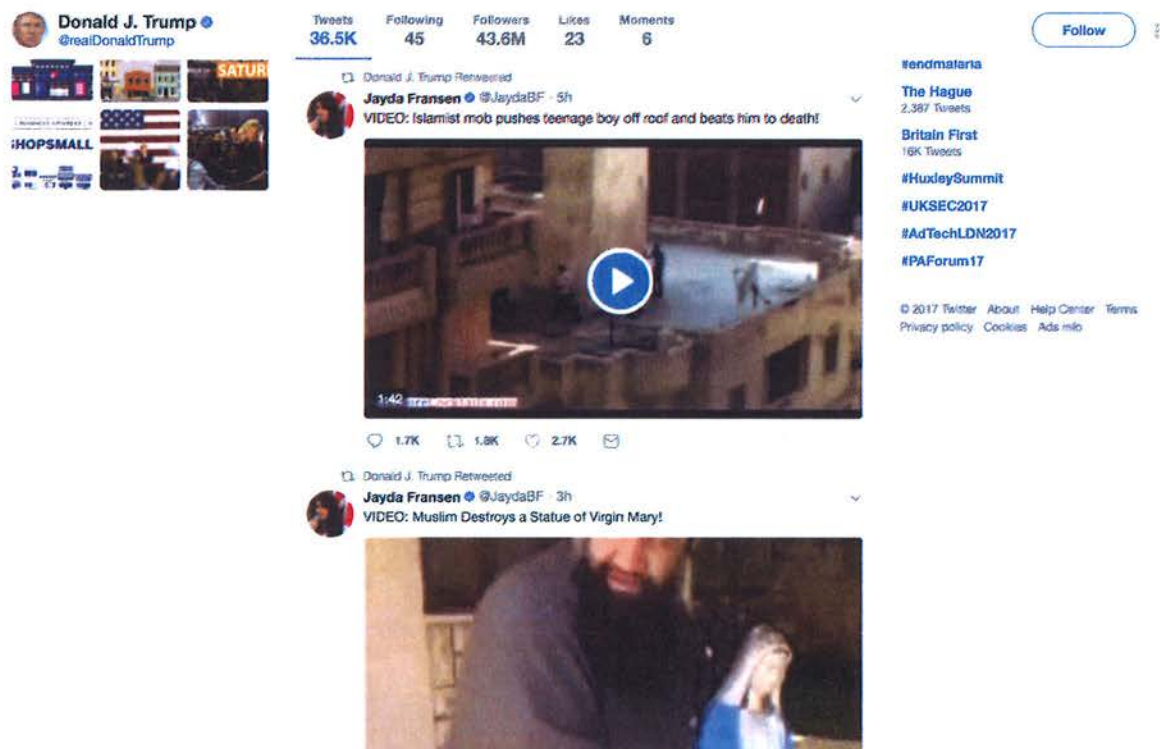 Donald J. Trump
@realDonaldTrump
Tweets
36.5K
Following
45
Followers
43.6M
Likes
23
Moments
6
Follow
SATUR
HOPSMALL
Donald J. Trump Retweeted
Jayda Fransen @JaydaBF · 5h
VIDEO: Islamist mob pushes teenage boy off roof and beats him to death!
1:42
1.7K 1.8K 2.7K
Donald J. Trump Retweeted
Jayda Fransen @JaydaBF · 3h
VIDEO: Muslim Destroys a Statue of Virgin Mary!
#endmalaria
The Hague
2,387 Tweets
Britain First
16K Tweets
#HuxleySummit
#UKSEC2017
#AdTechLDN2017
#PAForum17
© 2017 Twitter About Help Center Terms
Privacy policy Cookies Ads info